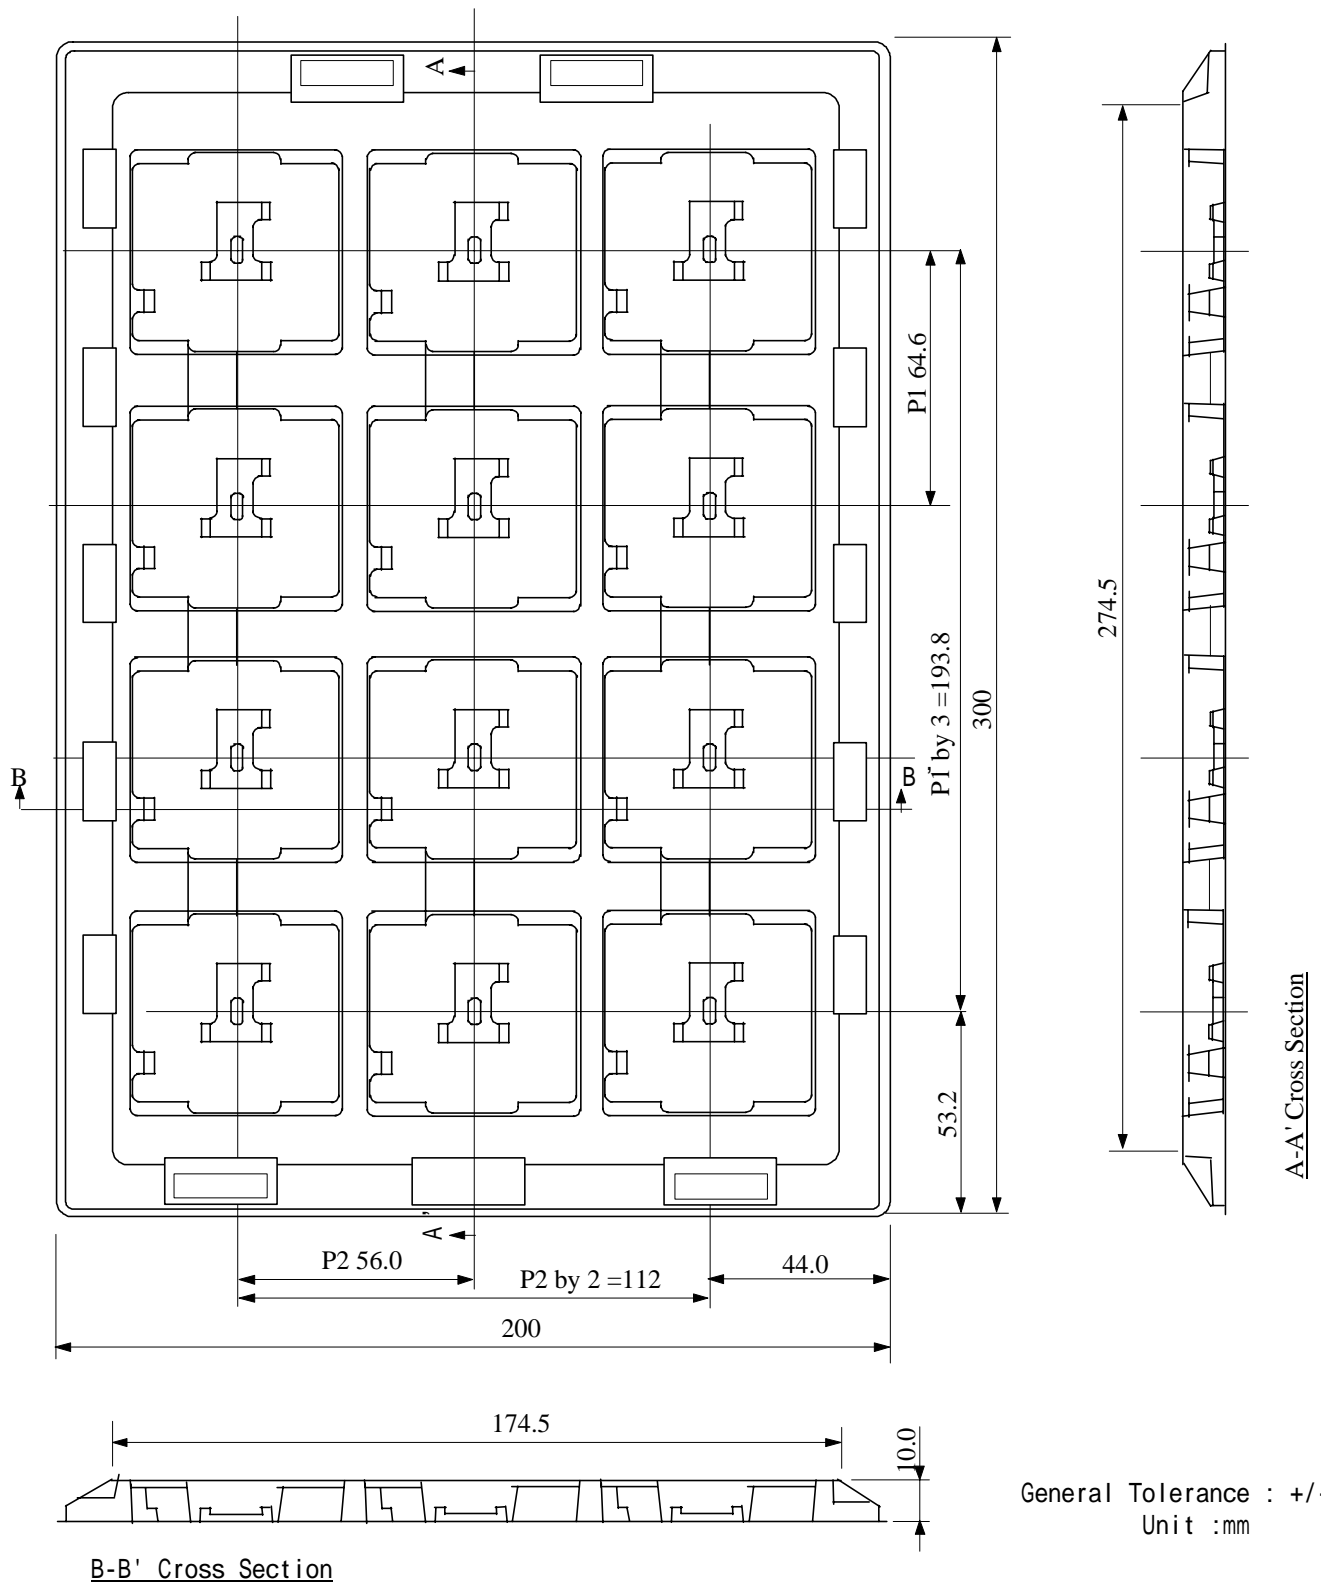 A
P1 64.6
P1 by 3 =193.8
300
274.5
B
B '
53.2
A-A' Cross Section
A'
P2 56.0
P2 by 2 =112
44.0
200
174.5
10.0
General Tolerance : +/-
Unit :mm
B-B' Cross Section